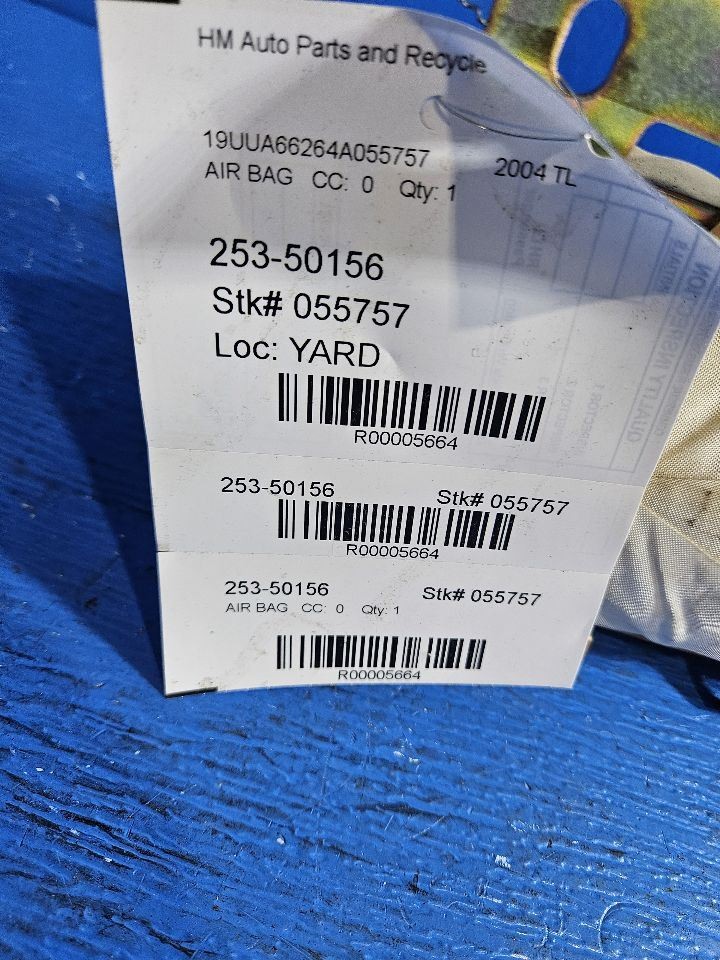 HM Auto Parts and Recycle
19UUA66264A055757 2004 TL
AIR BAG CC: 0 Qty: 1
253-50156
Stk# 055757
Loc: YARD
R00005664
253-50156 Stk# 055757
R00005664
253-50156 Stk# 055757
AIR BAG CC: 0 Qty: 1
R00005664